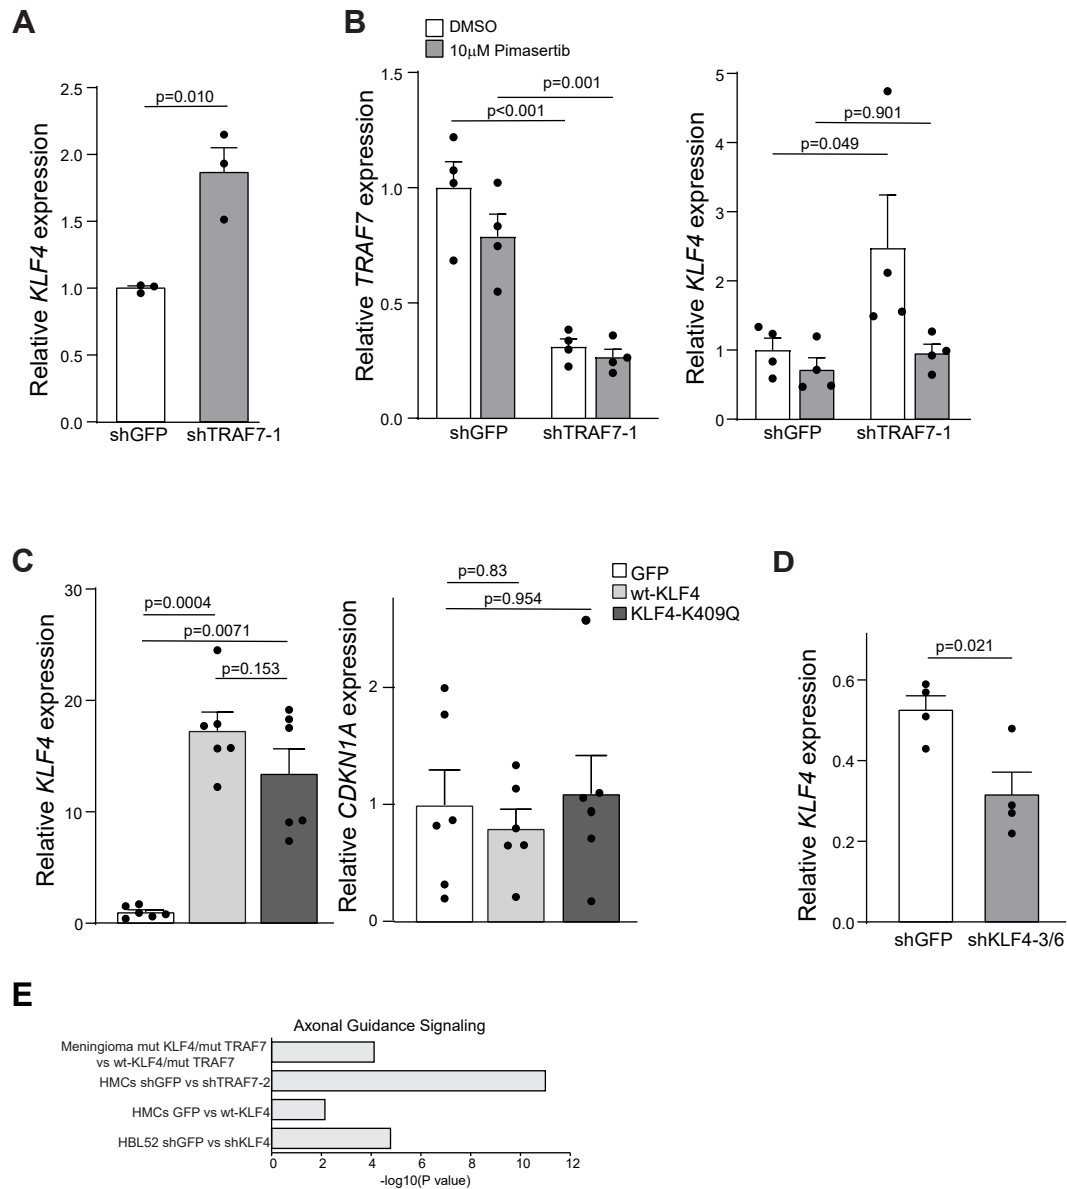 A
Relative KLF4 expression
2.5
2.0
1.5
1.0
0.5
0.0
p=0.010
shGFP shTRAF7-1
B
DMSO
10μM Pimasertib
Relative TRAF7 expression
1.5
1.0
0.5
0.0
p=0.001
p<0.001
shGFP shTRAF7-1
Relative KLF4 expression
5
4
3
2
1
0
p=0.901
p=0.049
shGFP shTRAF7-1
C
Relative KLF4 expression
30
20
10
0
p=0.0004
p=0.0071
p=0.153
Relative CDKN1A expression
2
1
0
p=0.83
p=0.954
GFP
wt-KLF4
KLF4-K409Q
D
Relative KLF4 expression
0.6
0.4
0.2
0.0
p=0.021
shGFP shKLF4-3/6
E
Axonal Guidance Signaling
Meningioma mut KLF4/mut TRAF7
vs wt-KLF4/mut TRAF7
HMCs shGFP vs shTRAF7-2
HMCs GFP vs wt-KLF4
HBL52 shGFP vs shKLF4
0 2 4 6 8 10 12
-log10(P value)